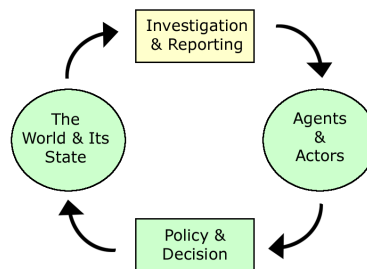 Investigation
& Reporting
Agents
&
Actors
Policy &
Decision
The
World & Its
State